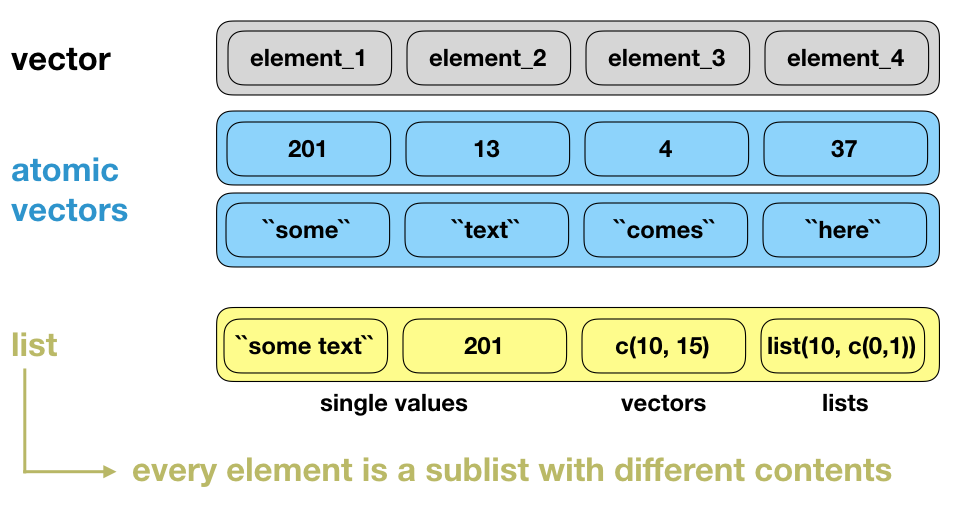 vector
element_1 element_2 element_3 element_4
atomic
vectors
201 13 4 37
``some`` ``text`` ``comes`` ``here``
list
``some text`` 201 c(10, 15) list(10, c(0,1))
single values vectors lists
every element is a sublist with different contents